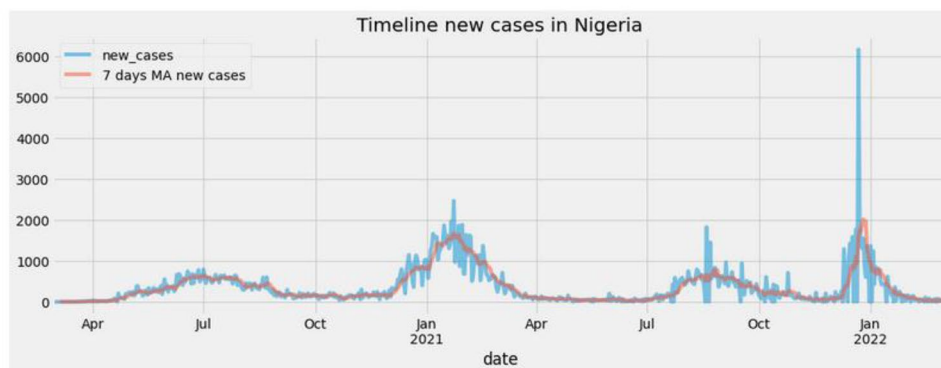 Timeline new cases in Nigeria
new_cases
7 days MA new cases
6000
5000
4000
3000
2000
1000
0
Apr Jul Oct Jan Apr Jul Oct Jan
2021 2022
date